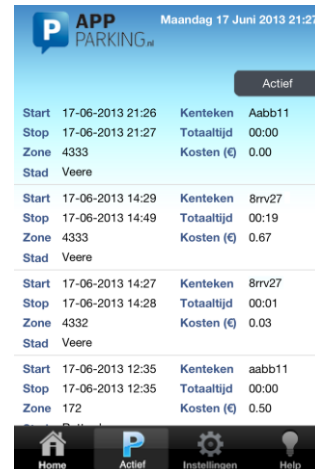 APP
PARKING.nl
Maandag 17 Juni 2013 21:27
Actief
Start 17-06-2013 21:26 Kenteken Aabb11
Stop 17-06-2013 21:27 Totaaltijd 00:00
Zone 4333 Kosten (€) 0.00
Stad Veere
Start 17-06-2013 14:29 Kenteken 8rrv27
Stop 17-06-2013 14:49 Totaaltijd 00:19
Zone 4333 Kosten (€) 0.67
Stad Veere
Start 17-06-2013 14:27 Kenteken 8rrv27
Stop 17-06-2013 14:28 Totaaltijd 00:01
Zone 4332 Kosten (€) 0.03
Stad Veere
Start 17-06-2013 12:35 Kenteken aabb11
Stop 17-06-2013 12:35 Totaaltijd 00:00
Zone 172 Kosten (€) 0.50
Home Actief Instellingen Help